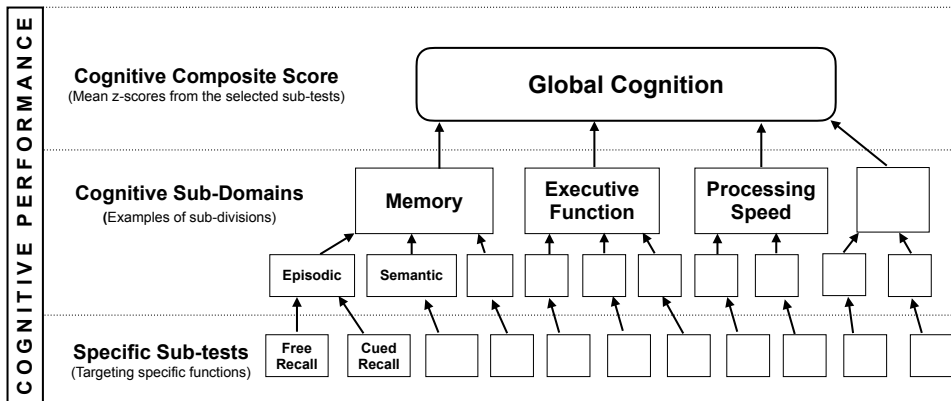 COGNITIVE PERFORMANCE
Cognitive Composite Score
(Mean z-scores from the selected sub-tests)
Global Cognition
Cognitive Sub-Domains
(Examples of sub-divisions)
Memory
Executive
Function
Processing
Speed
Episodic
Semantic
Specific Sub-tests
(Targeting specific functions)
Free
Recall
Cued
Recall